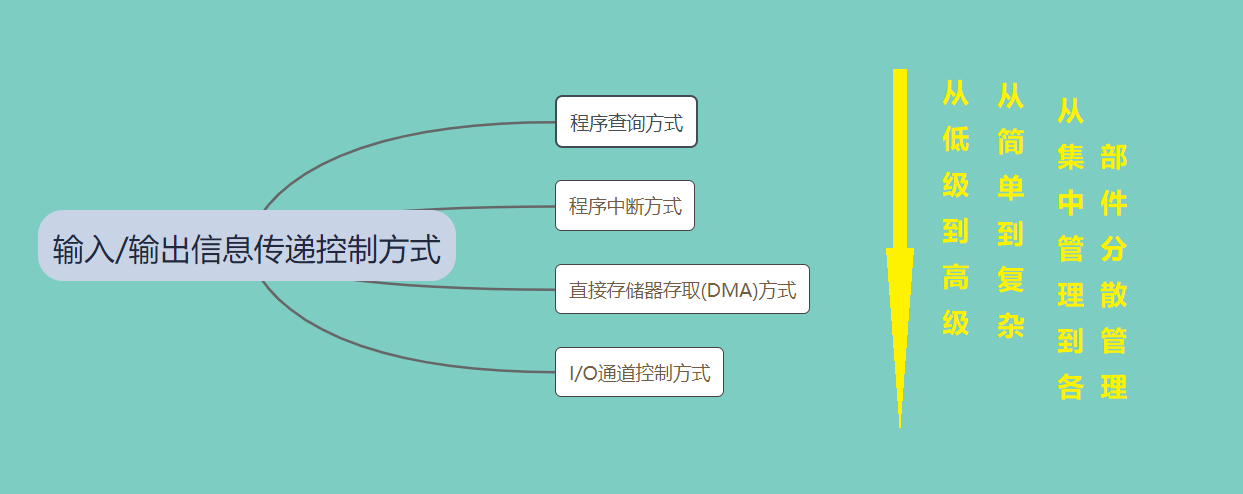 输入/输出信息传递控制方式
程序查询方式
程序中断方式
直接存储器存取(DMA)方式
I/O通道控制方式
从低级到高级
从简单到复杂
从集中管理到各
部件分散管理